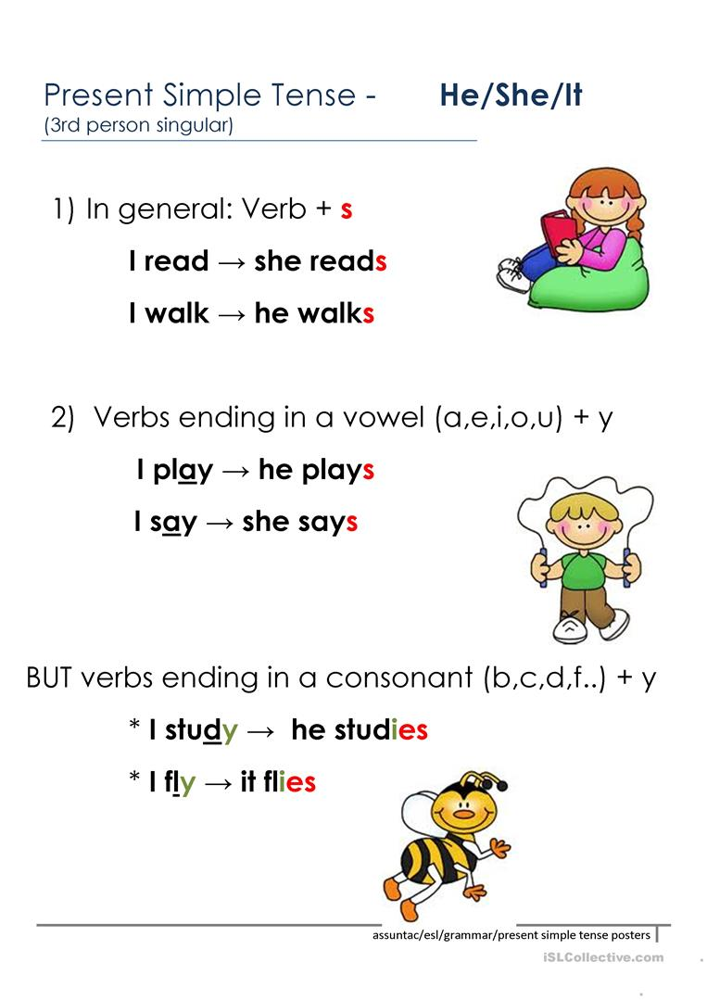 Present Simple Tense - He/She/It
(3rd person singular)
1) In general: Verb + s
I read → she reads
I walk → he walks
2) Verbs ending in a vowel (a,e,i,o,u) + y
I play → he plays
I say → she says
BUT verbs ending in a consonant (b,c,d,f..) + y
* I study → he studies
* I fly → it flies
assuntac/esl/grammar/present simple tense posters
iSLCollective.com